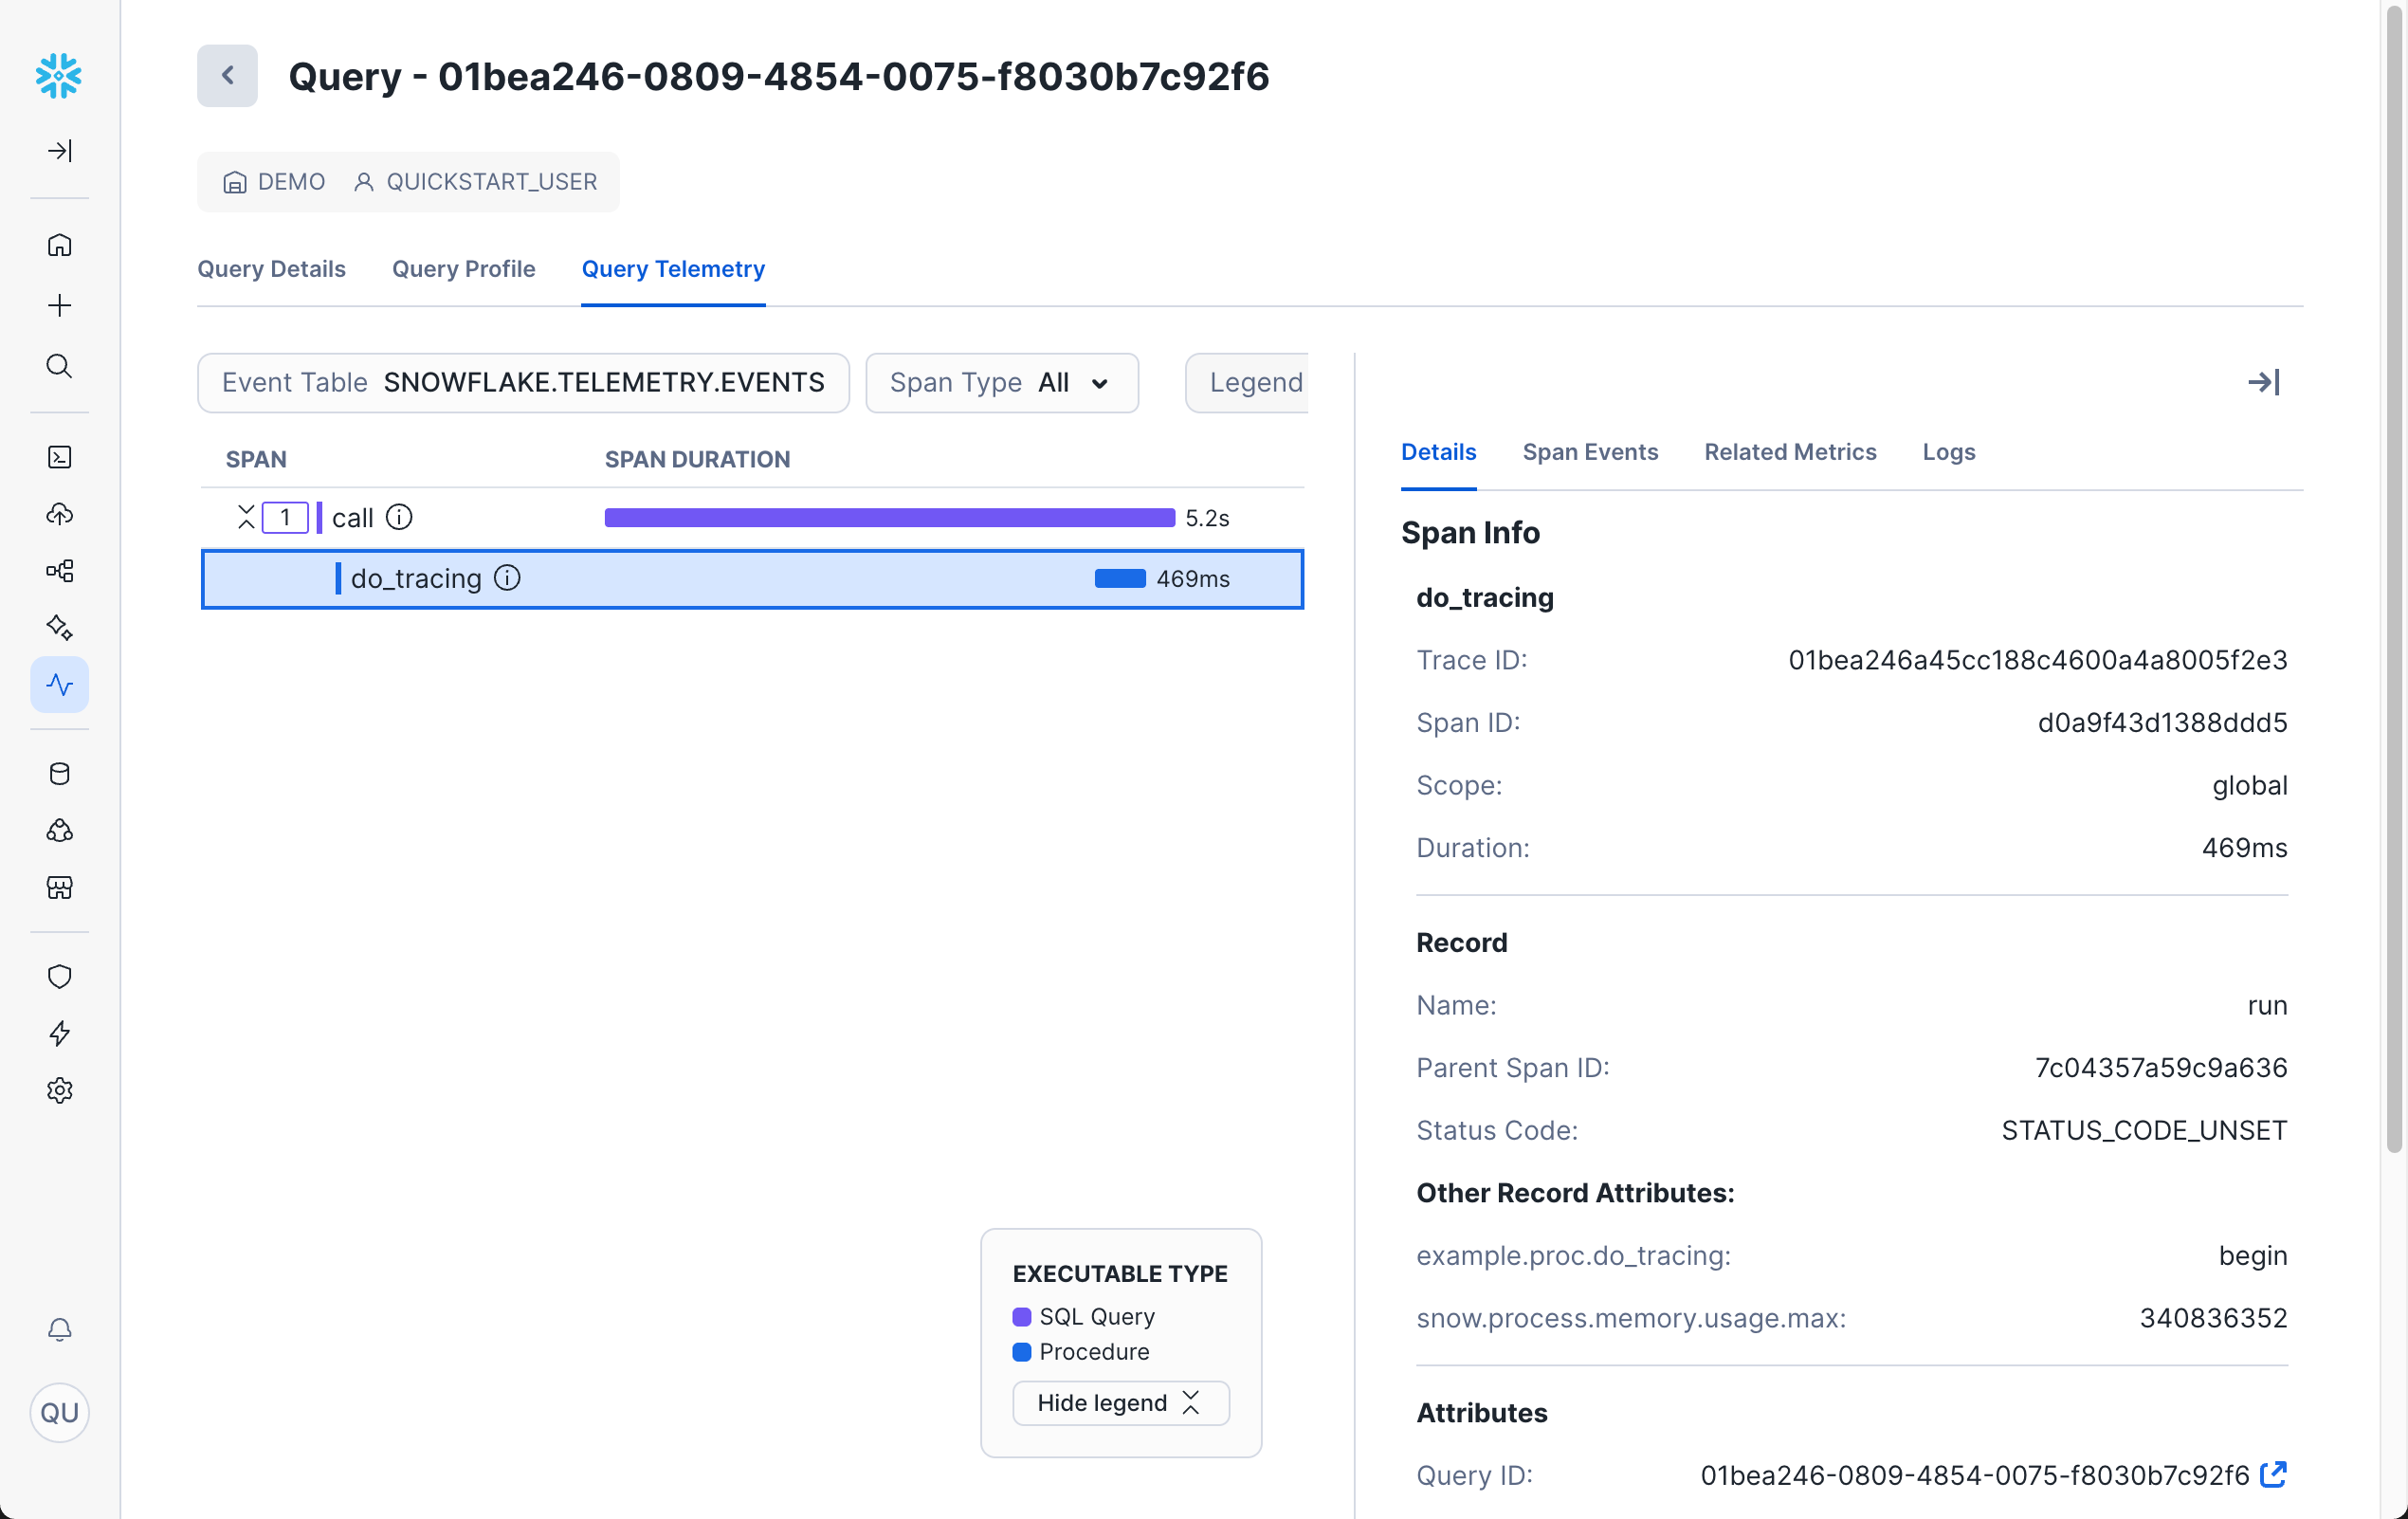 Query - 01bea246-0809-4854-0075-f8030b7c92f6
DEMO QUICKSTART_USER
Query Details Query Profile Query Telemetry
Event Table SNOWFLAKE.TELEMETRY.EVENTS Span Type All Legend
SPAN SPAN DURATION
1 call 5.2s
do_tracing 469ms
EXECUTABLE TYPE
SQL Query
Procedure
Hide legend
Details Span Events Related Metrics Logs
Span Info
do_tracing
Trace ID: 01bea246a45cc188c4600a4a8005f2e3
Span ID: d0a9f43d1388ddd5
Scope: global
Duration: 469ms
Record
Name: run
Parent Span ID: 7c04357a59c9a636
Status Code: STATUS_CODE_UNSET
Other Record Attributes:
example.proc.do_tracing: begin
snow.process.memory.usage.max: 340836352
Attributes
Query ID: 01bea246-0809-4854-0075-f8030b7c92f6
QU